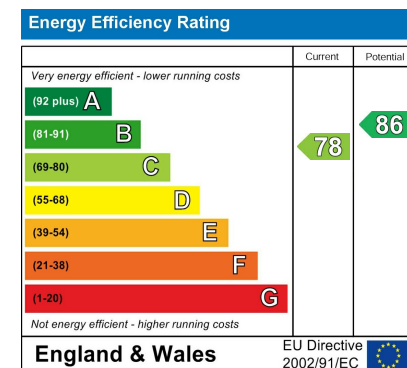 Energy Efficiency Rating
Current Potential
Very energy efficient - lower running costs
(92 plus) A
(81-91) B
(69-80) C
(55-68) D
(39-54) E
(21-38) F
(1-20) G
78
86
Not energy efficient - higher running costs
England & Wales
EU Directive
2002/91/EC